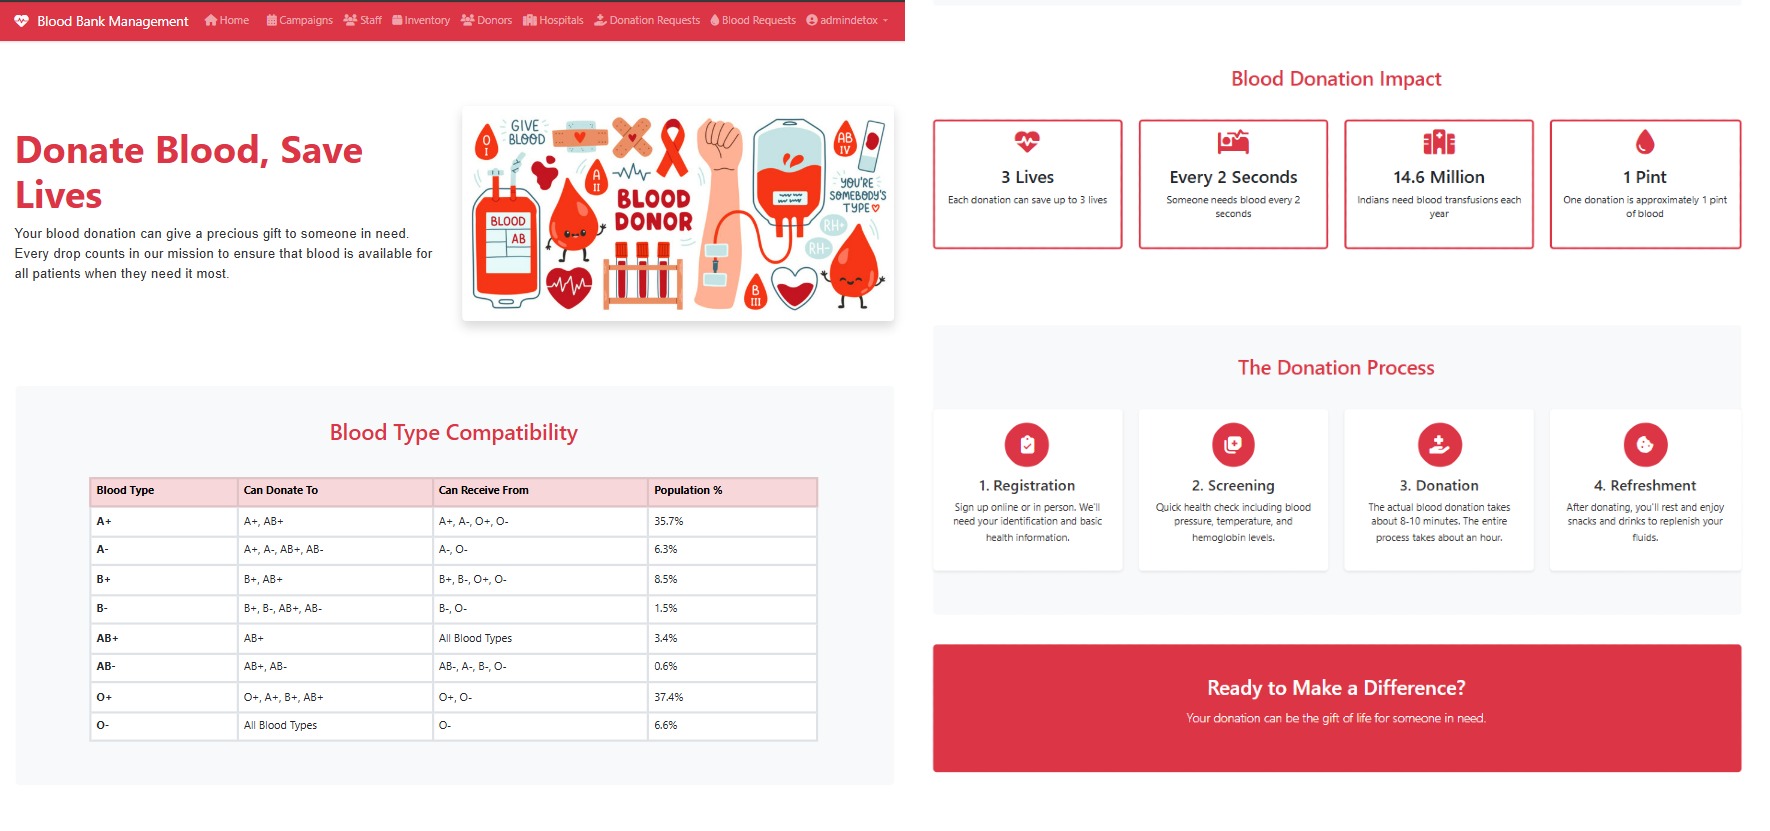 Blood Bank Management Home Campaigns Staff Inventory Donors Hospitals Donation Requests Blood Requests admindetox
Donate Blood, Save
Lives
Your blood donation can give a precious gift to someone in need.
Every drop counts in our mission to ensure that blood is available for
all patients when they need it most.
O
I
GIVE
BLOOD
A
II
BLOOD
DONOR
AB
IV
YOU'RE
SOMEBODY'S
TYPE
BLOOD
AB
RH+
RH-
B
III
Blood Type Compatibility
Blood Type Can Donate To Can Receive From Population %
A+ A+, AB+ A+, A-, O+, O- 35.7%
A- A+, A-, AB+, AB- A-, O- 6.3%
B+ B+, AB+ B+, B-, O+, O- 8.5%
B- B+, B-, AB+, AB- B-, O- 1.5%
AB+ AB+ All Blood Types 3.4%
AB- AB+, AB- AB-, A-, B-, O- 0.6%
O+ O+, A+, B+, AB+ O+, O- 37.4%
O- All Blood Types O- 6.6%
Blood Donation Impact
3 Lives
Each donation can save up to 3 lives
Every 2 Seconds
Someone needs blood every 2
seconds
14.6 Million
Indians need blood transfusions each
year
1 Pint
One donation is approximately 1 pint
of blood
The Donation Process
1. Registration
Sign up online or in person. We'll
need your identification and basic
health information.
2. Screening
Quick health check including blood
pressure, temperature, and
hemoglobin levels.
3. Donation
The actual blood donation takes
about 8-10 minutes. The entire
process takes about an hour.
4. Refreshment
After donating, you'll rest and enjoy
snacks and drinks to replenish your
fluids.
Ready to Make a Difference?
Your donation can be the gift of life for someone in need.